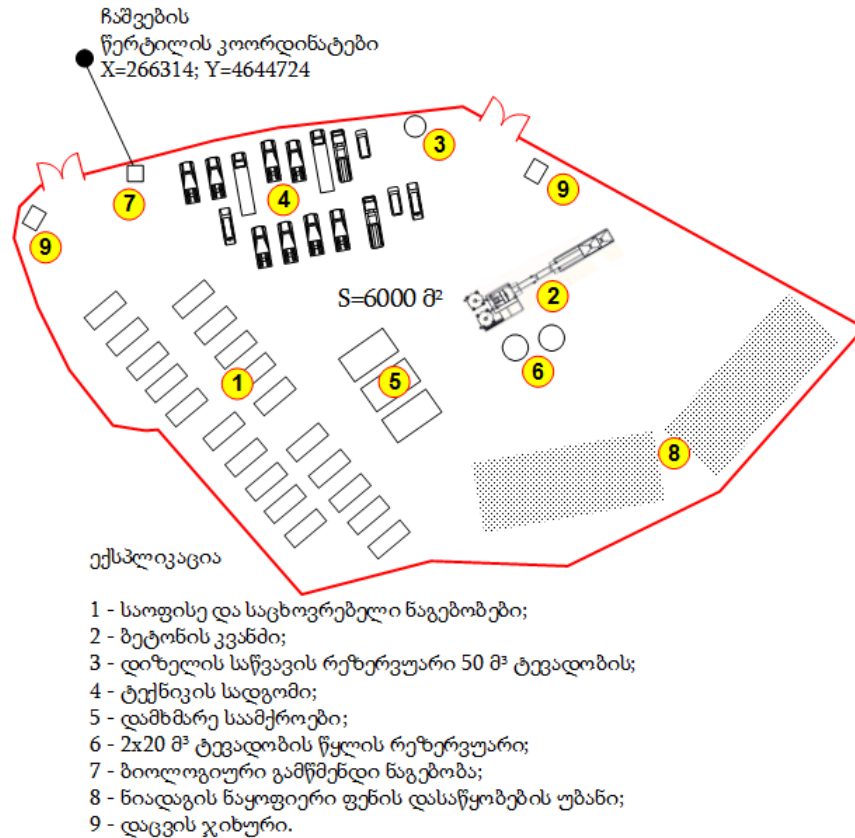 ჩაშვების
წერტილის კოორდინატები
X=266314; Y=4644724
3
9
7
4
9
S=6000 მ²
2
6
1
5
8
ექსპლიკაცია
1 - საოფისე და საცხოვრებელი ნაგებობები;
2 - ბეტონის კვანძი;
3 - დიზელის საწვავის რეზერვუარი 50 მ³ ტევადობის;
4 - ტექნიკის სადგომი;
5 - დამხმარე საამქროები;
6 - 2x20 მ³ ტევადობის წყლის რეზერვუარი;
7 - ბიოლოგიური გამწმენდი ნაგებობა;
8 - ნიადაგის ნაყოფიერი ფენის დასაწყობების უბანი;
9 - დაცვის ჯიხური.